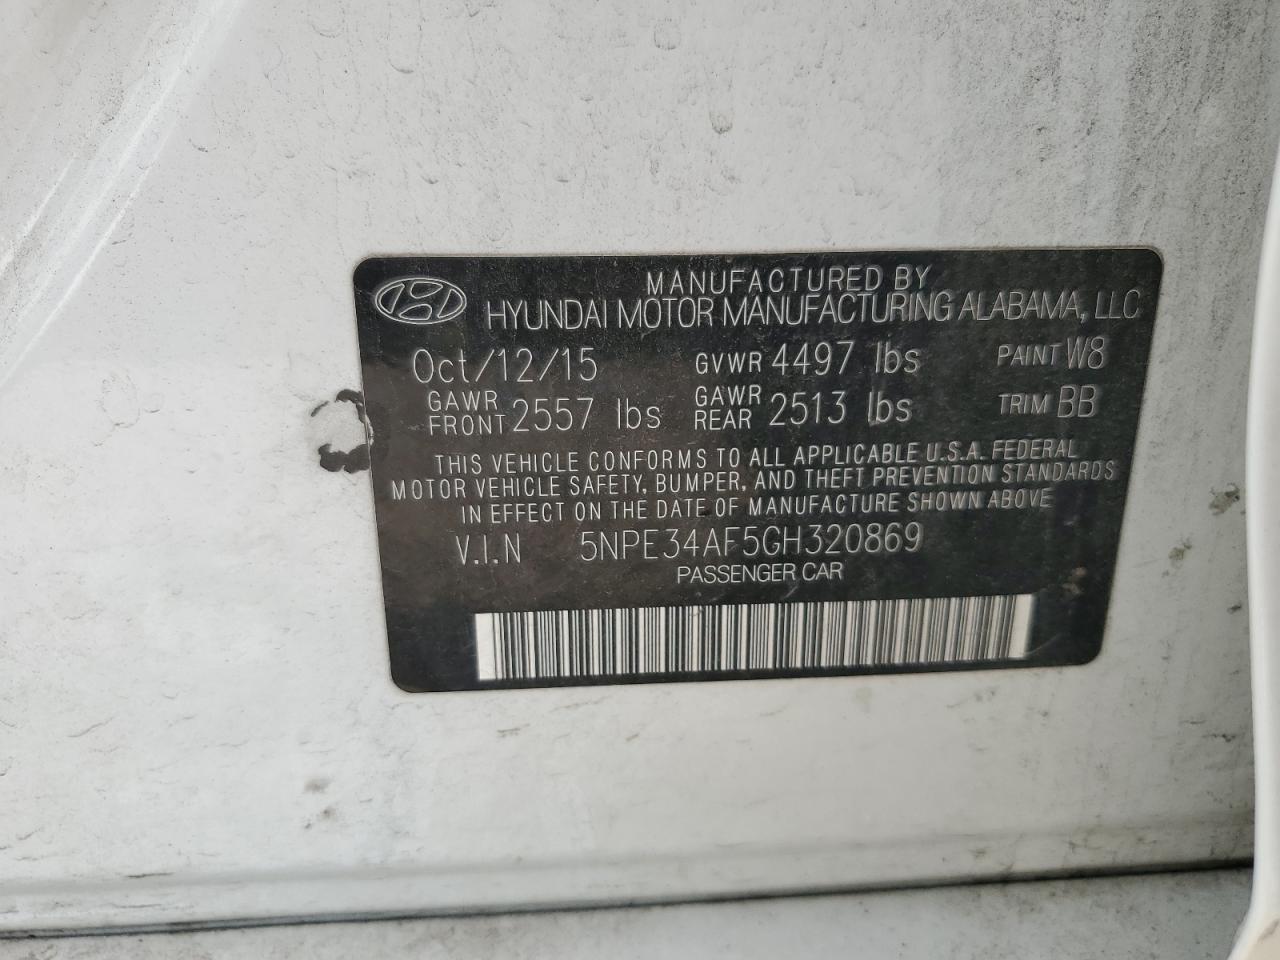 MANUFACTURED BY
HYUNDAI MOTOR MANUFACTURING ALABAMA, LLC
Oct/12/15 GVWR 4497 lbs PAINT W8
GAWR FRONT 2557 lbs GAWR REAR 2513 lbs TRIM BB
THIS VEHICLE CONFORMS TO ALL APPLICABLE U.S.A. FEDERAL
MOTOR VEHICLE SAFETY, BUMPER, AND THEFT PREVENTION STANDARDS
IN EFFECT ON THE DATE OF MANUFACTURE SHOWN ABOVE
V.I.N 5NPE34AF5GH320869
PASSENGER CAR